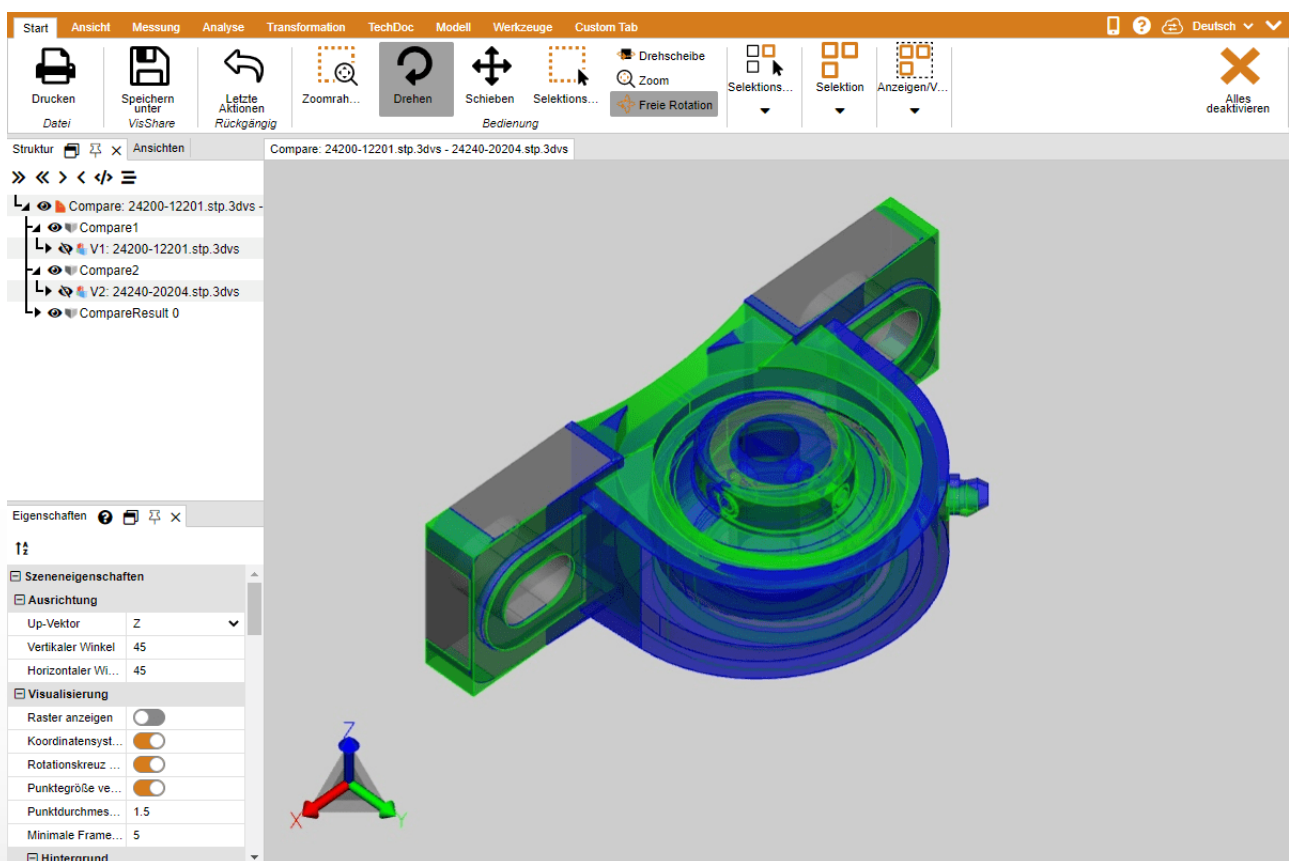 Start Ansicht Messung Analyse Transformation TechDoc Modell Werkzeuge Custom Tab Deutsch
Drucken
Datei
Speichern
unter
VisShare
Letzte
Aktionen
Rückgängig
Zoomrah...
Drehen
Schieben
Selektions...
Drehscheibe
Zoom
Freie Rotation
Bedienung
Selektions...
Selektion
Anzeigen/V...
Alles
deaktivieren
Struktur Ansichten
Compare: 24200-12201.stp.3dvs - 24240-20204.stp.3dvs
Compare: 24200-12201.stp.3dvs -
Compare1
V1: 24200-12201.stp.3dvs
Compare2
V2: 24240-20204.stp.3dvs
CompareResult 0
Eigenschaften
Szeneneigenschaften
Ausrichtung
Up-Vektor Z
Vertikaler Winkel 45
Horizontaler Wi... 45
Visualisierung
Raster anzeigen
Koordinatensyst...
Rotationskreuz ...
Punktegröße ve...
Punktdurchmes... 1.5
Minimale Frame... 5
Hintergrund
Z
X
Y